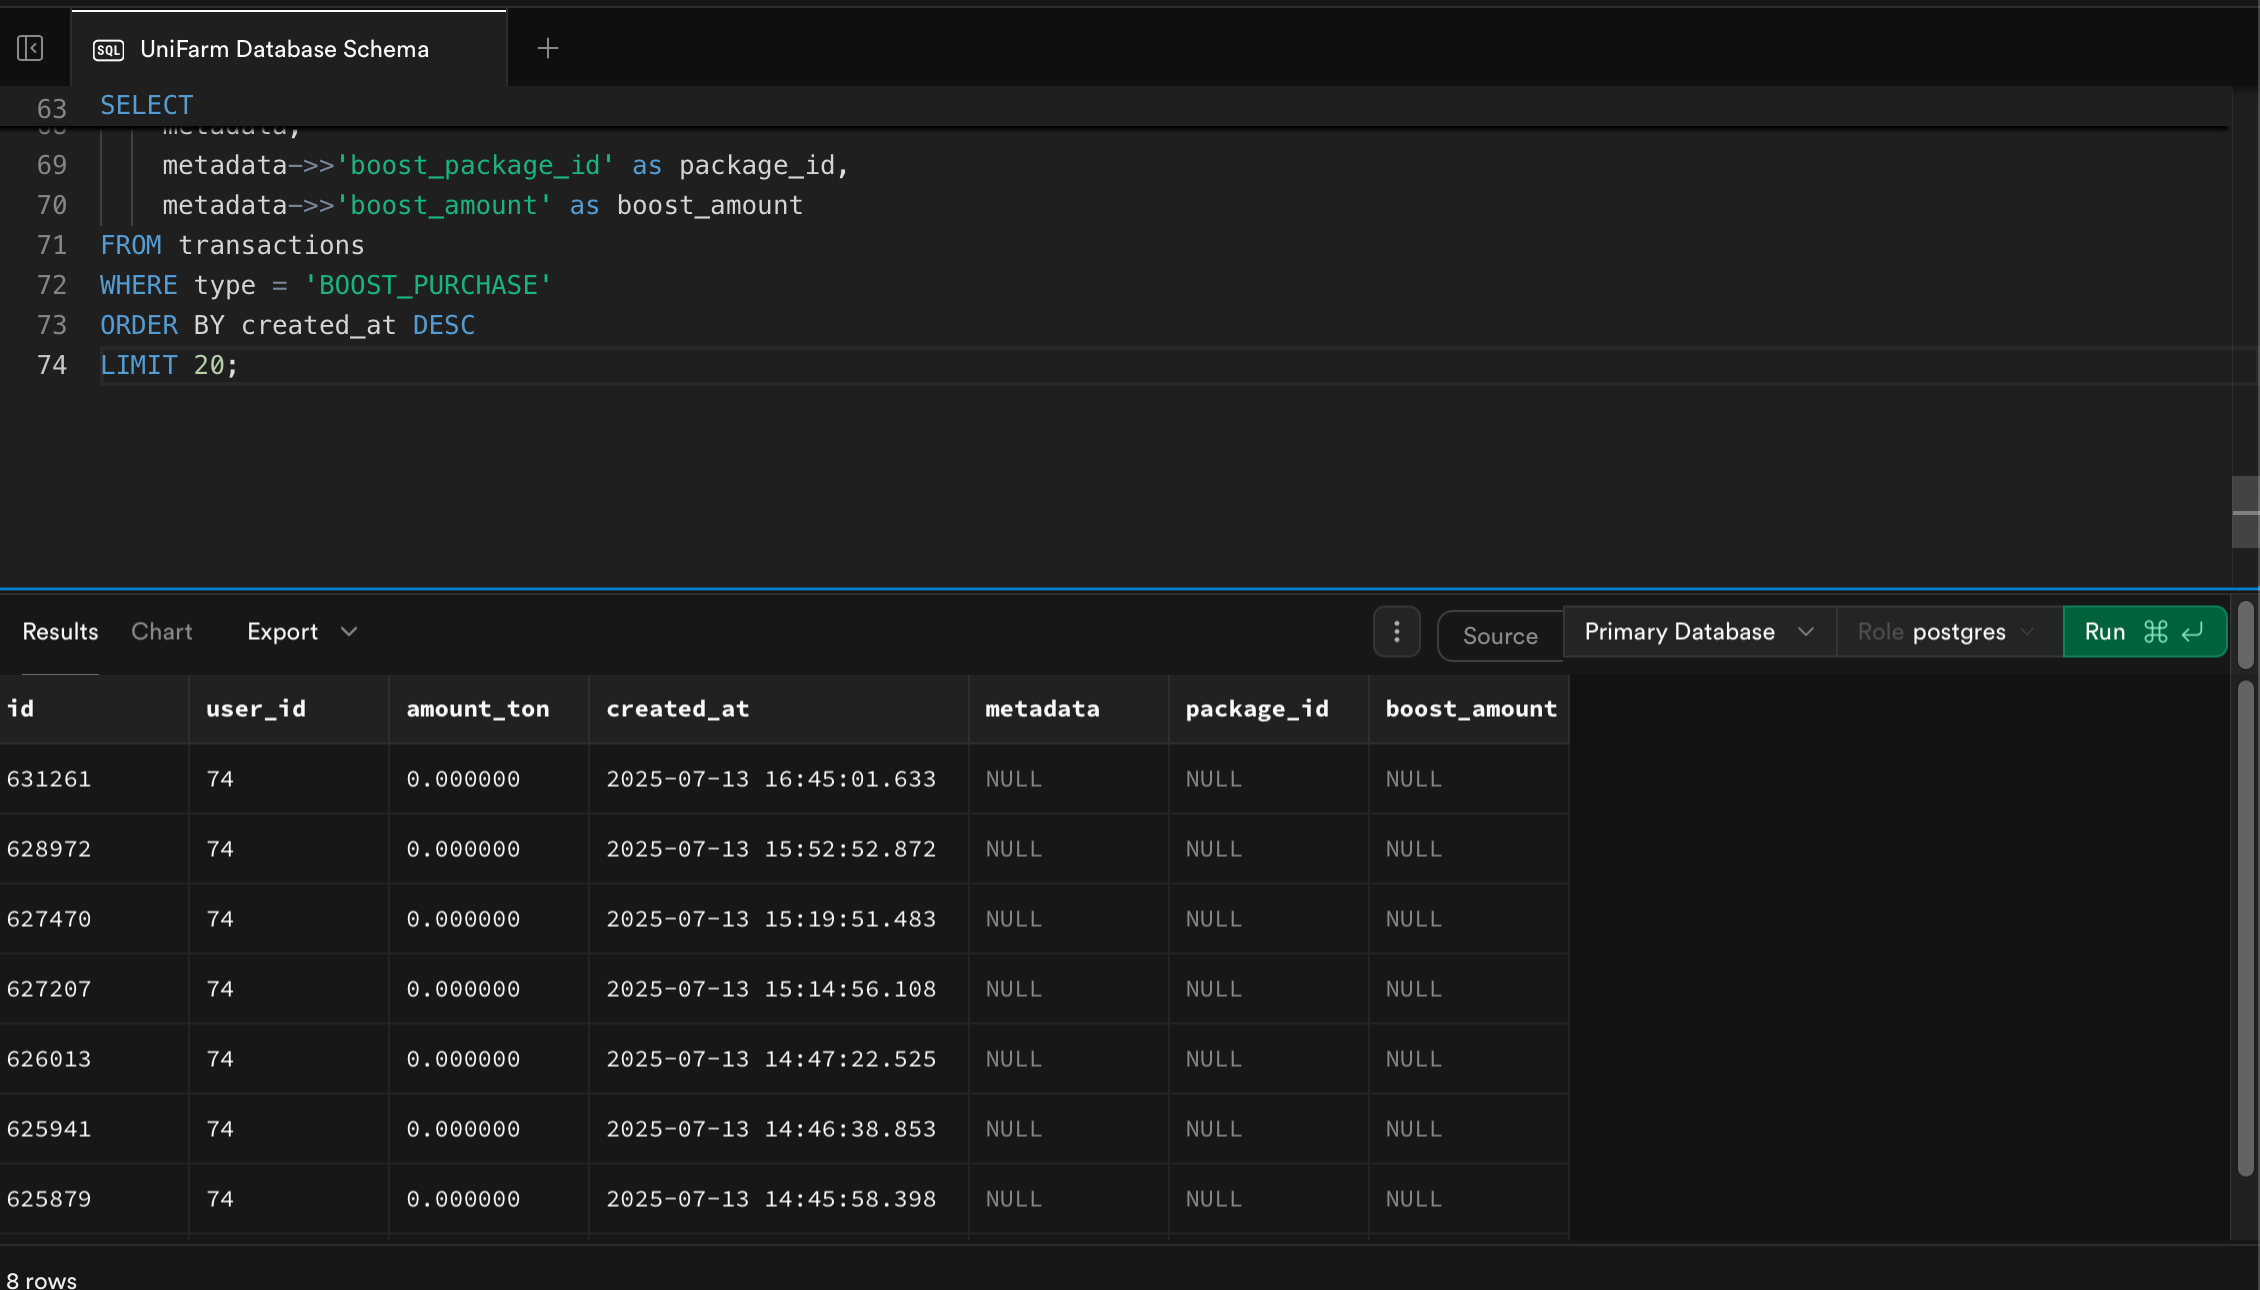 SQL UniFarm Database Schema
63 SELECT
68 metadata,
69 metadata->>'boost_package_id' as package_id,
70 metadata->>'boost_amount' as boost_amount
71 FROM transactions
72 WHERE type = 'BOOST_PURCHASE'
73 ORDER BY created_at DESC
74 LIMIT 20;
Results Chart Export Source Primary Database Role postgres Run ⌘ ↵
id user_id amount_ton created_at metadata package_id boost_amount
631261 74 0.000000 2025-07-13 16:45:01.633 NULL NULL NULL
628972 74 0.000000 2025-07-13 15:52:52.872 NULL NULL NULL
627470 74 0.000000 2025-07-13 15:19:51.483 NULL NULL NULL
627207 74 0.000000 2025-07-13 15:14:56.108 NULL NULL NULL
626013 74 0.000000 2025-07-13 14:47:22.525 NULL NULL NULL
625941 74 0.000000 2025-07-13 14:46:38.853 NULL NULL NULL
625879 74 0.000000 2025-07-13 14:45:58.398 NULL NULL NULL
8 rows